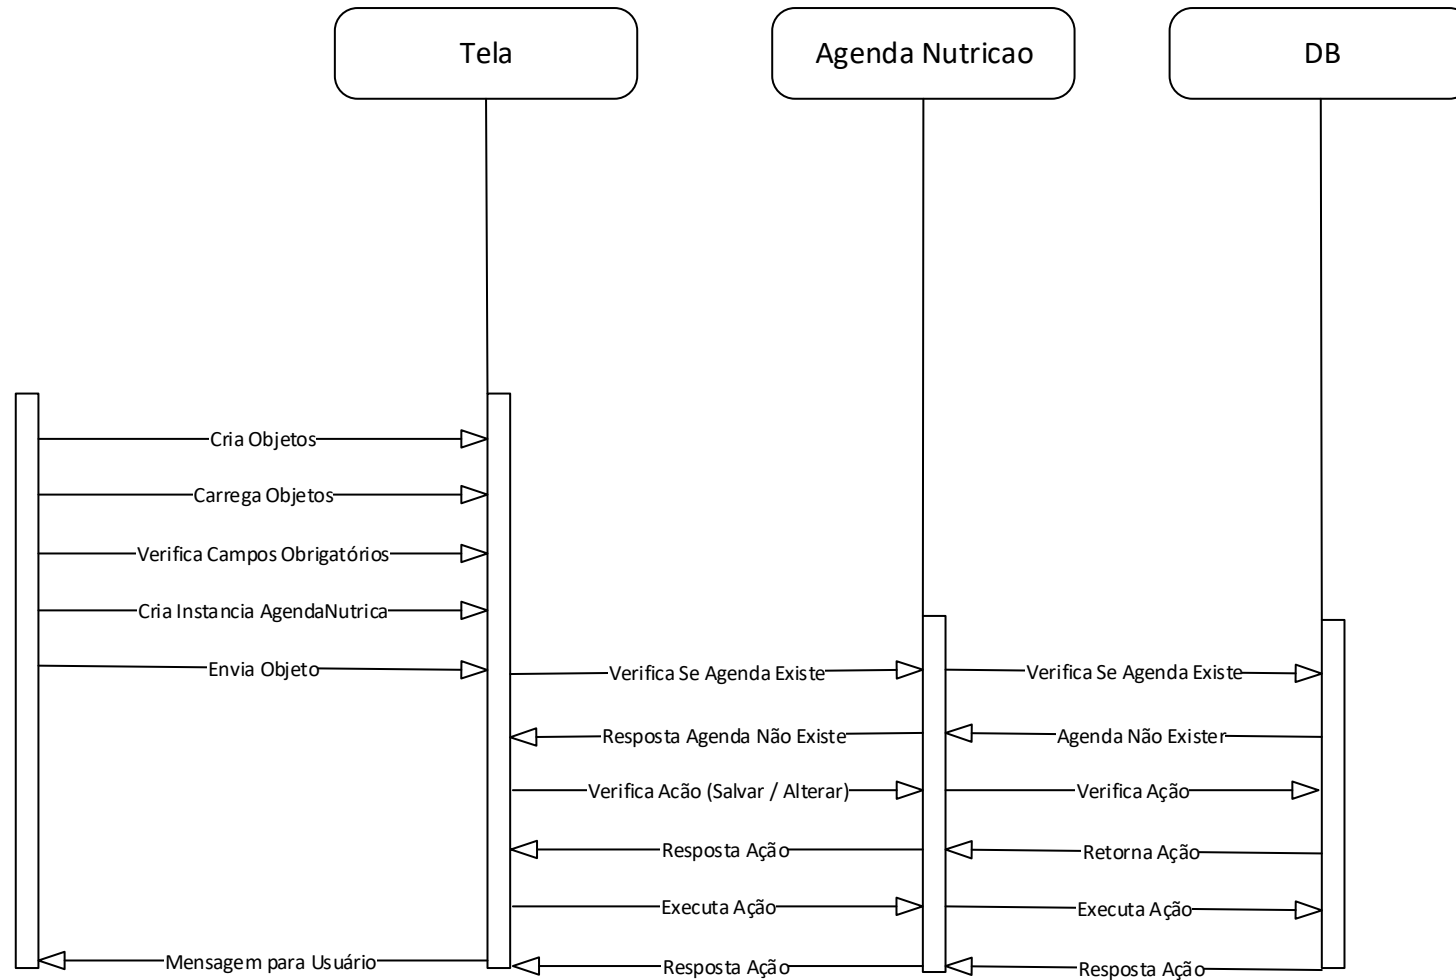 Tela
Agenda Nutricao
DB
Cria Objetos
Carrega Objetos
Verifica Campos Obrigatórios
Cria Instancia AgendaNutrica
Envia Objeto
Verifica Se Agenda Existe
Verifica Se Agenda Existe
Resposta Agenda Não Existe
Agenda Não Exister
Verifica Acão (Salvar / Alterar)
Verifica Ação
Resposta Ação
Retorna Ação
Executa Ação
Executa Ação
Mensagem para Usuário
Resposta Ação
Resposta Ação